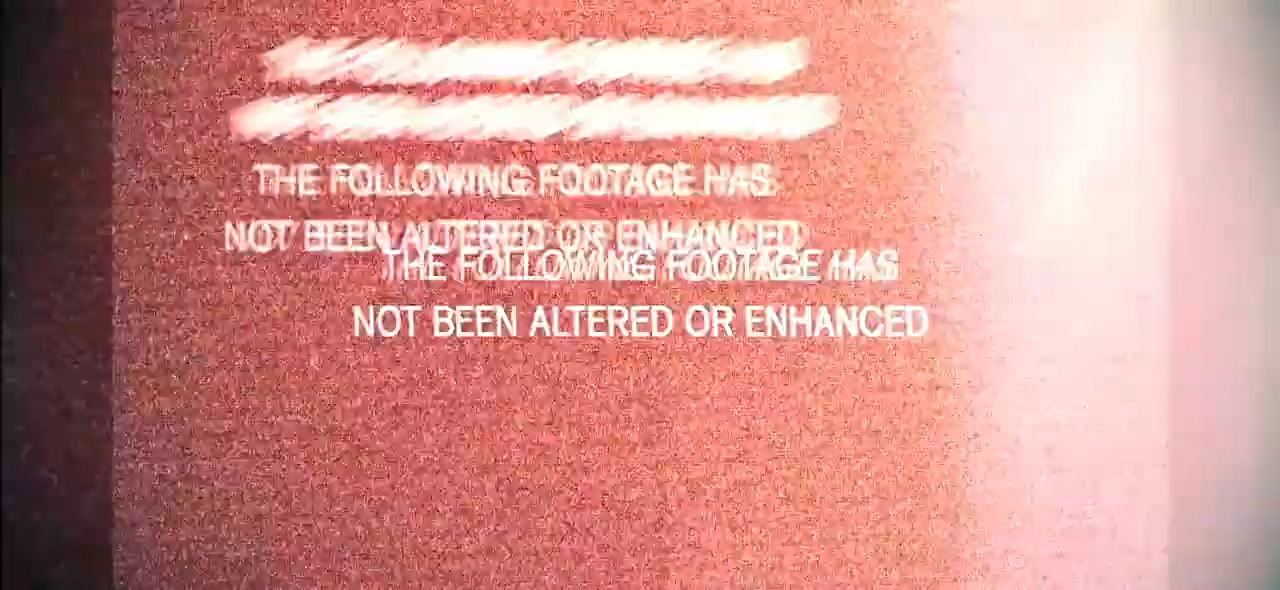 THE FOLLOWING FOOTAGE HAS
NOT BEEN ALTERED OR ENHANCED
THE FOLLOWING FOOTAGE HAS
NOT BEEN ALTERED OR ENHANCED